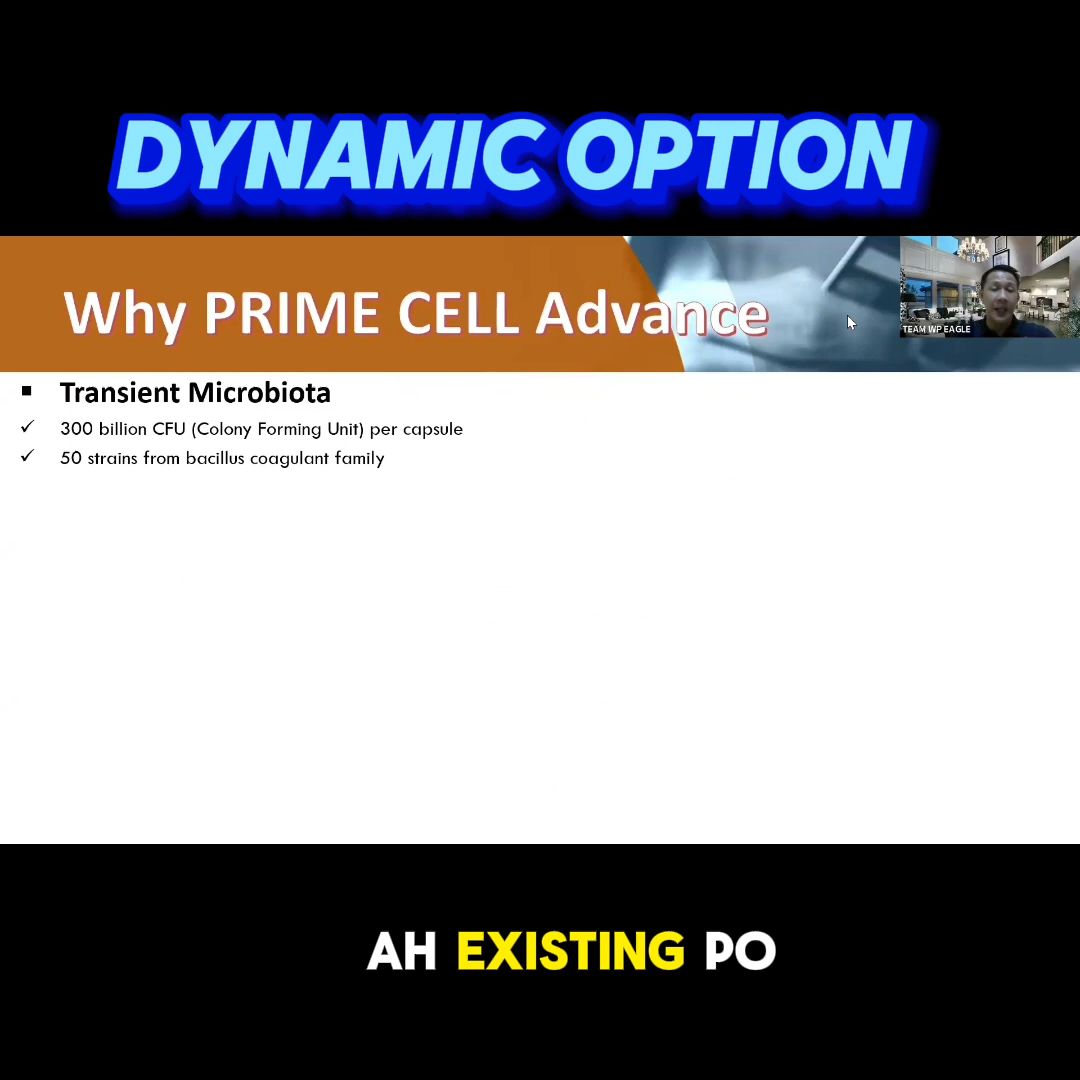 DYNAMIC OPTION
Why PRIME CELL Advance
TEAM WP EAGLE
Transient Microbiota
300 billion CFU (Colony Forming Unit) per capsule
50 strains from bacillus coagulant family
AH EXISTING PO